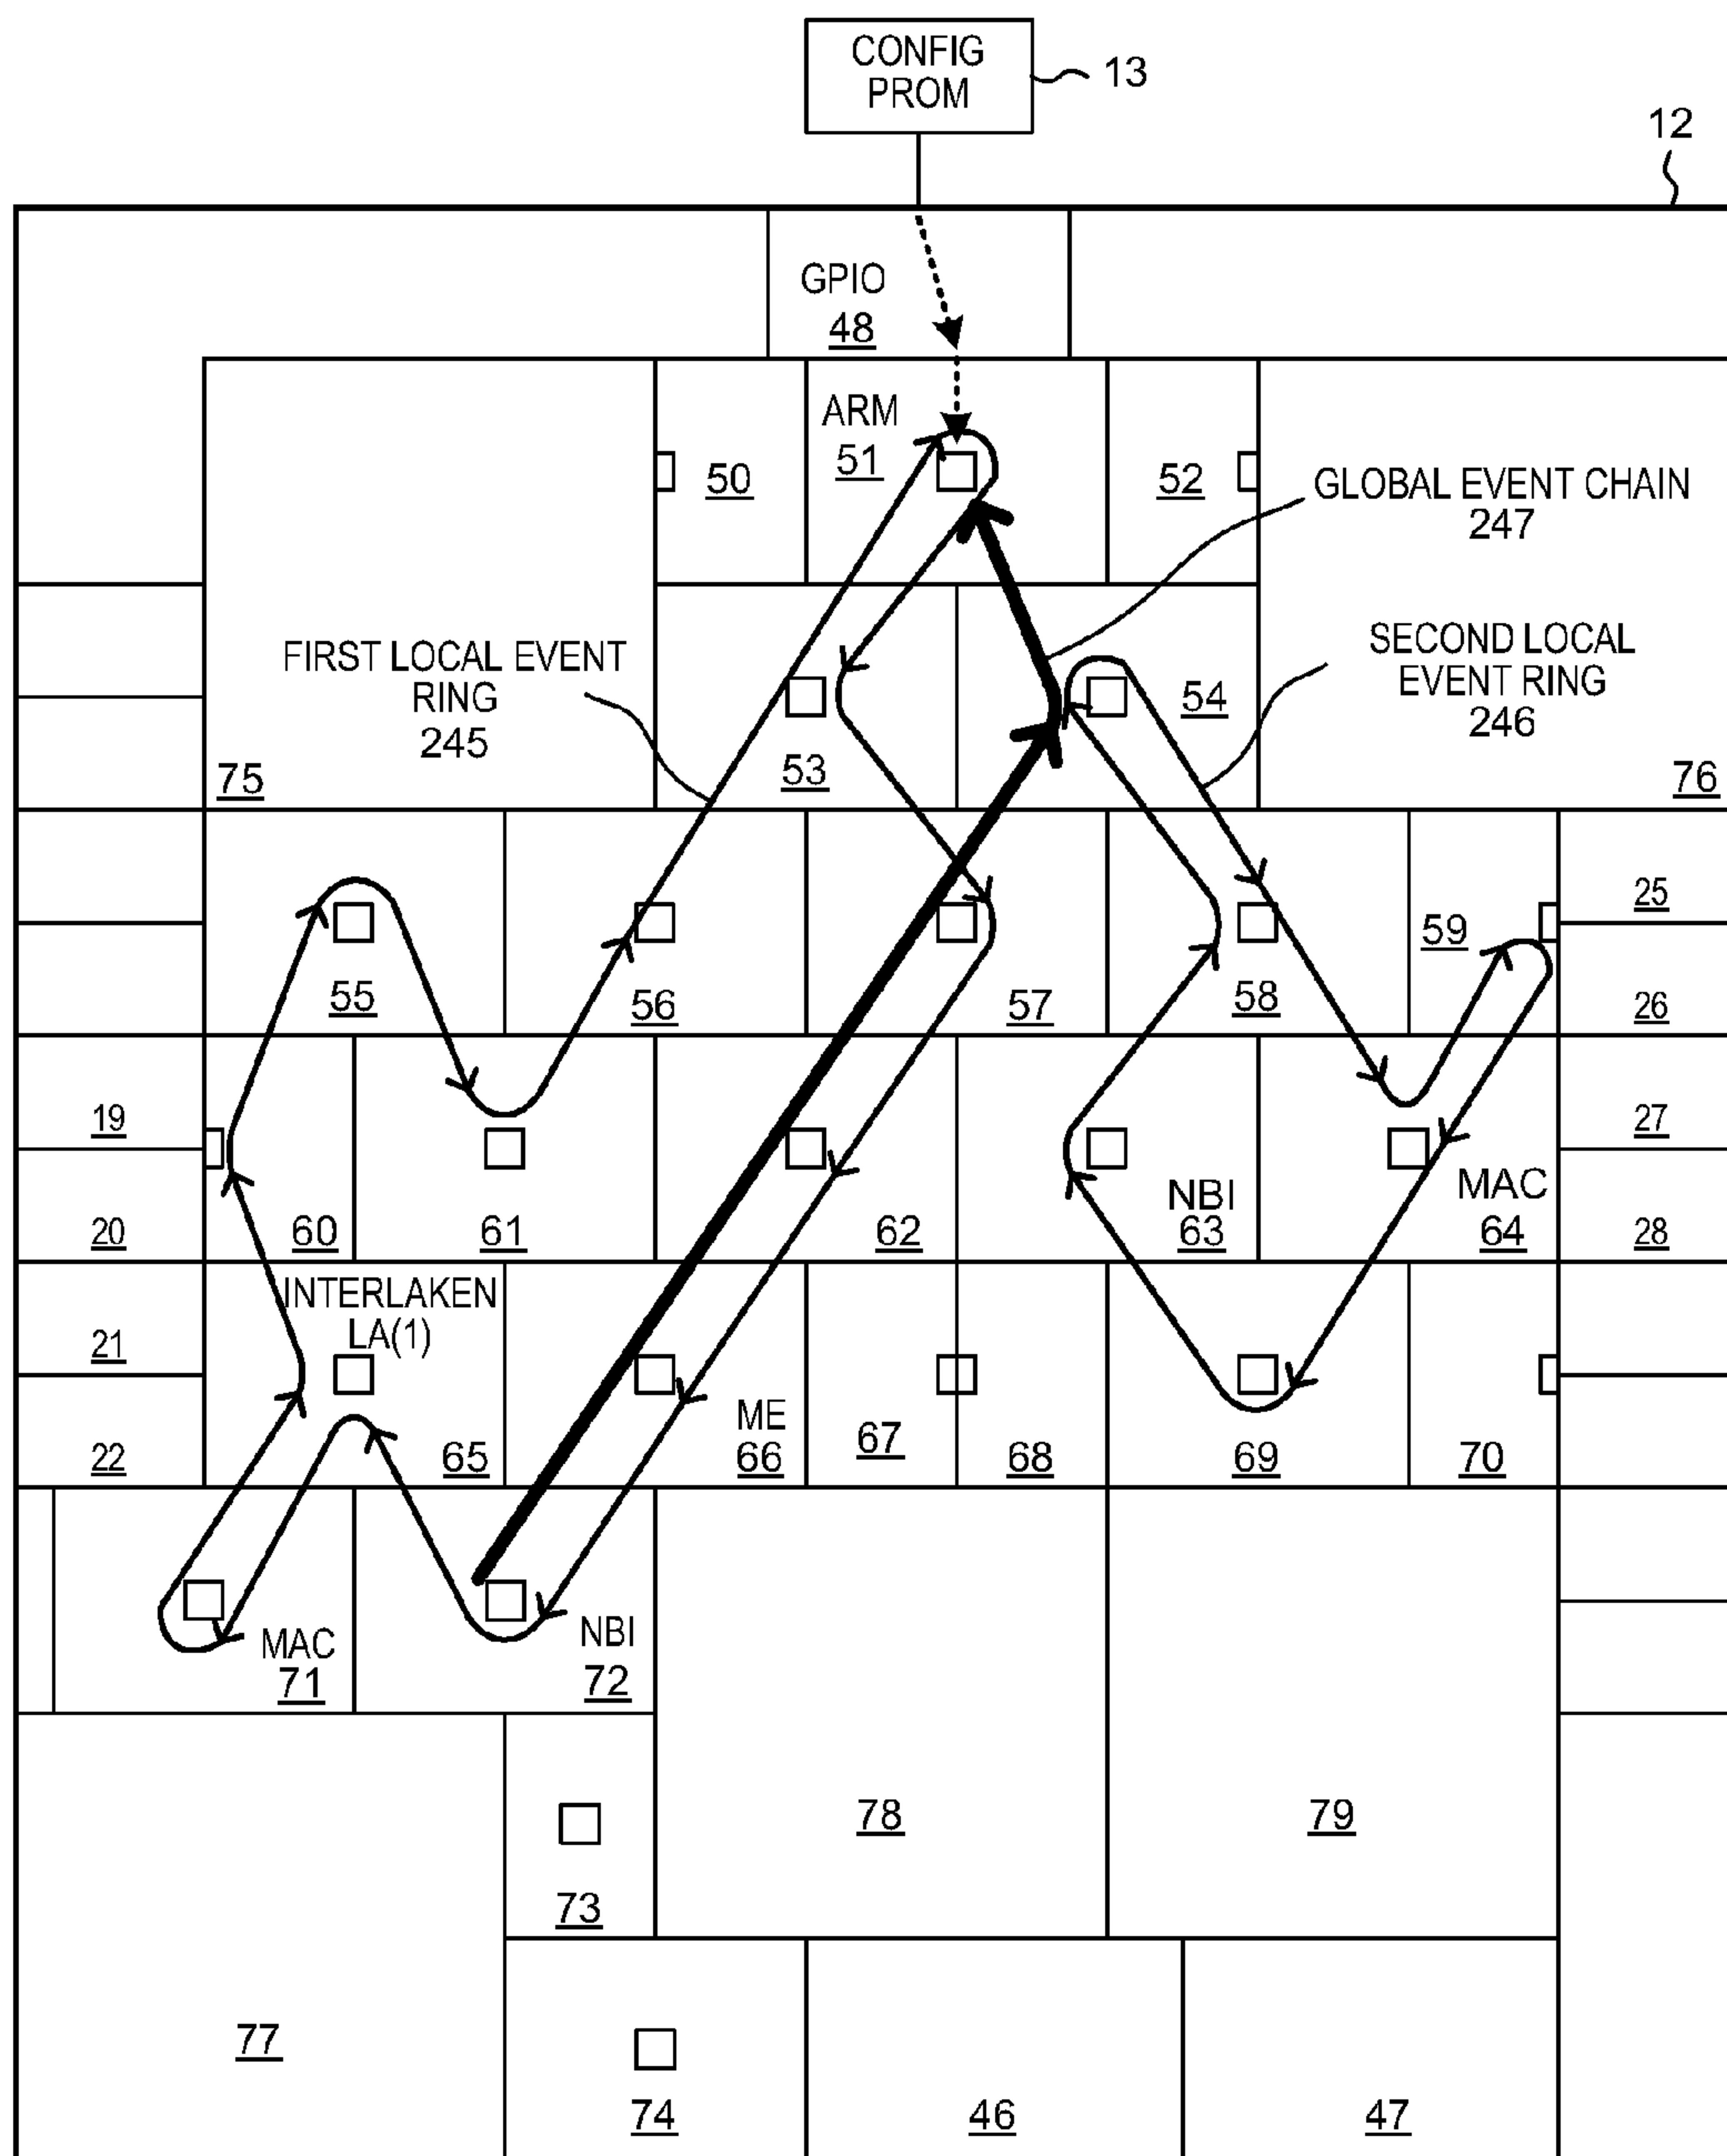 CONFIG
PROM
13
12
GPIO
48
ARM
51
50
52
GLOBAL EVENT CHAIN
247
FIRST LOCAL EVENT
RING
245
SECOND LOCAL
EVENT RING
246
54
53
75
76
25
59
55
56
57
58
26
19
27
NBI
63
MAC
64
20
60
61
62
28
INTERLAKEN
LA(1)
21
ME
66
67
22
65
68
69
70
MAC
71
NBI
72
78
79
73
77
74
46
47